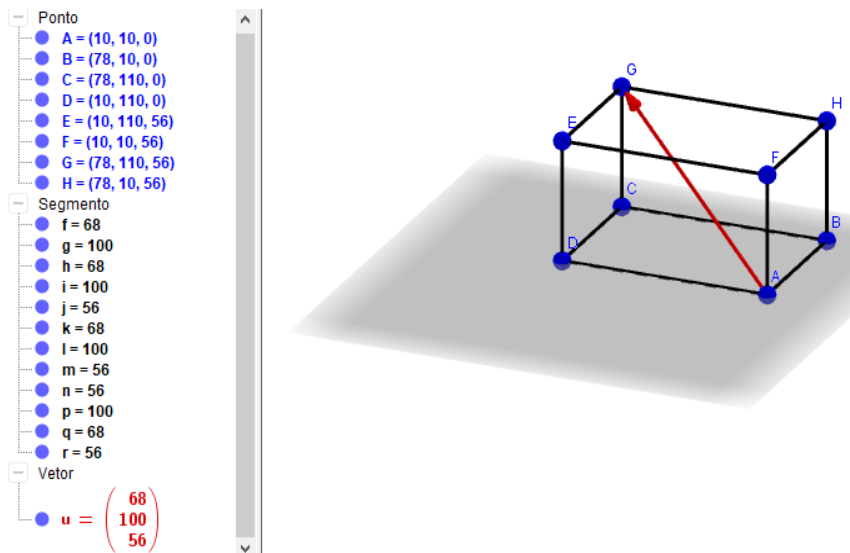 Ponto
A = (10, 10, 0)
B = (78, 10, 0)
C = (78, 110, 0)
D = (10, 110, 0)
E = (10, 110, 56)
F = (10, 10, 56)
G = (78, 110, 56)
H = (78, 10, 56)
Segmento
f = 68
g = 100
h = 68
i = 100
j = 56
k = 68
l = 100
m = 56
n = 56
p = 100
q = 68
r = 56
Vetor
68
u = 100
56
G
H
E
F
C
B
D
A